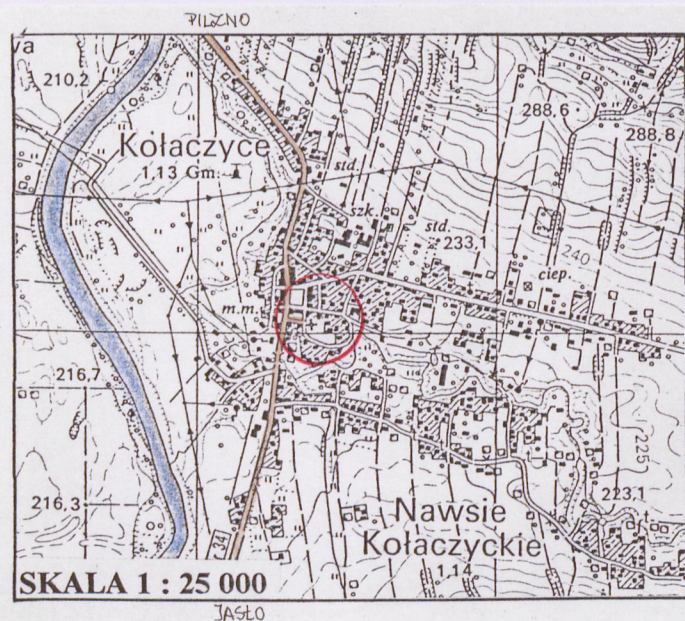 PILZNO
va
210,2
Kołaczyce
1,13 Gm.
288,6
288,8
std.
szk.
std.
233,1
240
ciep.
m.m.
216,7
225
216,3
223,1
34
Nawsie
Kołaczyckie
1,14
SKALA 1 : 25 000
JASŁO